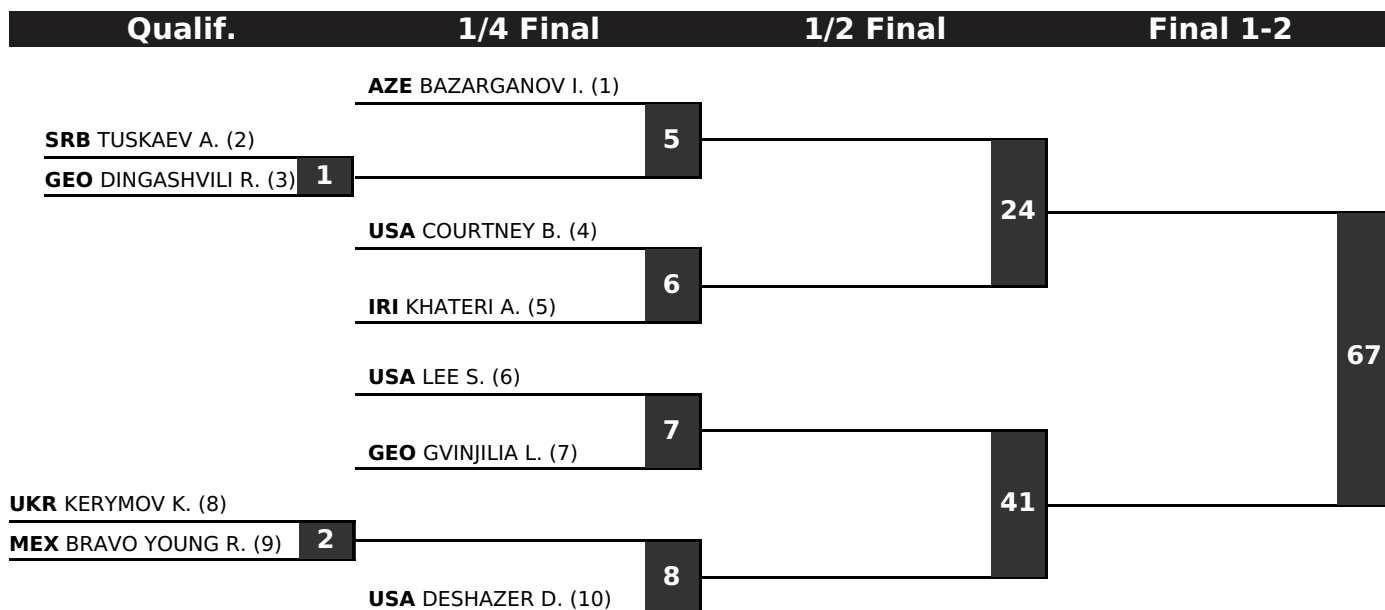 Qualif. 1/4 Final 1/2 Final Final 1-2
AZE BAZARGANOV I. (1)
5
SRB TUSKAEV A. (2)
GEO DINGASHVILI R. (3) 1
24
USA COURTNEY B. (4)
6
IRI KHATERI A. (5)
67
USA LEE S. (6)
7
GEO GVINJILIA L. (7)
41
UKR KERYMOV K. (8)
MEX BRAVO YOUNG R. (9) 2
8
USA DESHAZER D. (10)